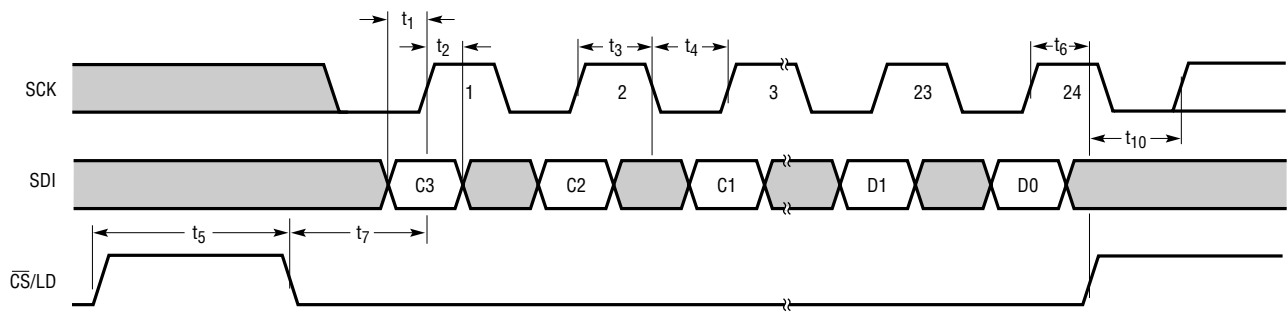 t1
t2 t3 t4 t6
SCK 1 2 3 23 24
t10
SDI C3 C2 C1 D1 D0
t5 t7
C̅S̅/LD